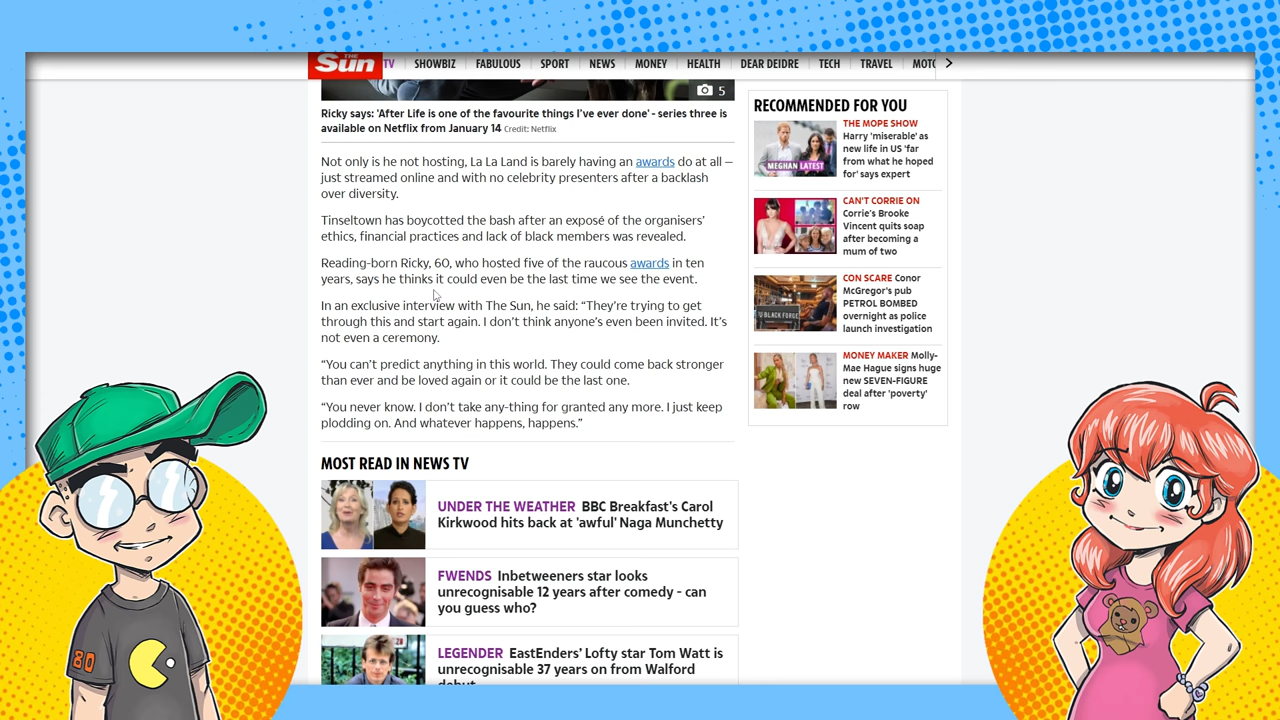 THE
Sun
TV
SHOWBIZ
FABULOUS
SPORT
NEWS
MONEY
HEALTH
DEAR DEIDRE
TECH
TRAVEL
MOTO
5
Ricky says: 'After Life is one of the favourite things I've ever done' - series three is
available on Netflix from January 14 Credit: Netflix
Not only is he not hosting, La La Land is barely having an awards do at all —
just streamed online and with no celebrity presenters after a backlash
over diversity.
Tinseltown has boycotted the bash after an exposé of the organisers’
ethics, financial practices and lack of black members was revealed.
Reading-born Ricky, 60, who hosted five of the raucous awards in ten
years, says he thinks it could even be the last time we see the event.
In an exclusive interview with The Sun, he said: “They’re trying to get
through this and start again. I don’t think anyone’s even been invited. It’s
not even a ceremony.
“You can’t predict anything in this world. They could come back stronger
than ever and be loved again or it could be the last one.
“You never know. I don’t take any-thing for granted any more. I just keep
plodding on. And whatever happens, happens.”
MOST READ IN NEWS TV
UNDER THE WEATHER BBC Breakfast's Carol
Kirkwood hits back at 'awful' Naga Munchetty
FWENDS Inbetweeners star looks
unrecognisable 12 years after comedy - can
you guess who?
LEGENDER EastEnders' Lofty star Tom Watt is
unrecognisable 37 years on from Walford
debut
RECOMMENDED FOR YOU
MEGHAN LATEST
THE MOPE SHOW
Harry 'miserable' as
new life in US 'far
from what he hoped
for' says expert
CAN'T CORRIE ON
Corrie's Brooke
Vincent quits soap
after becoming a
mum of two
BLACK FORGE
CON SCARE Conor
McGregor's pub
PETROL BOMBED
overnight as police
launch investigation
MONEY MAKER Molly-
Mae Hague signs huge
new SEVEN-FIGURE
deal after 'poverty'
row
80